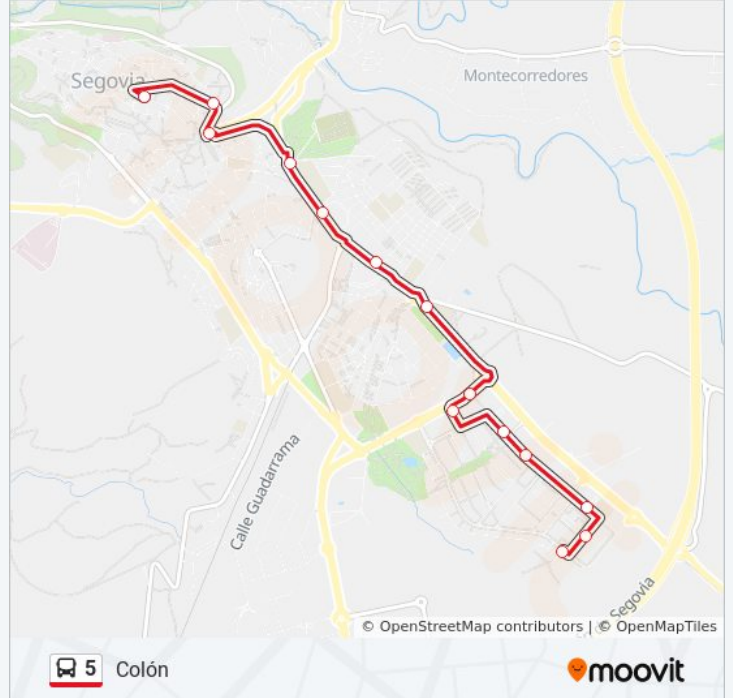 Segovia
Montecorredores
Calle Guadarrama
Segovia
© OpenStreetMap contributors | © OpenMapTiles
5 Colón
moovit